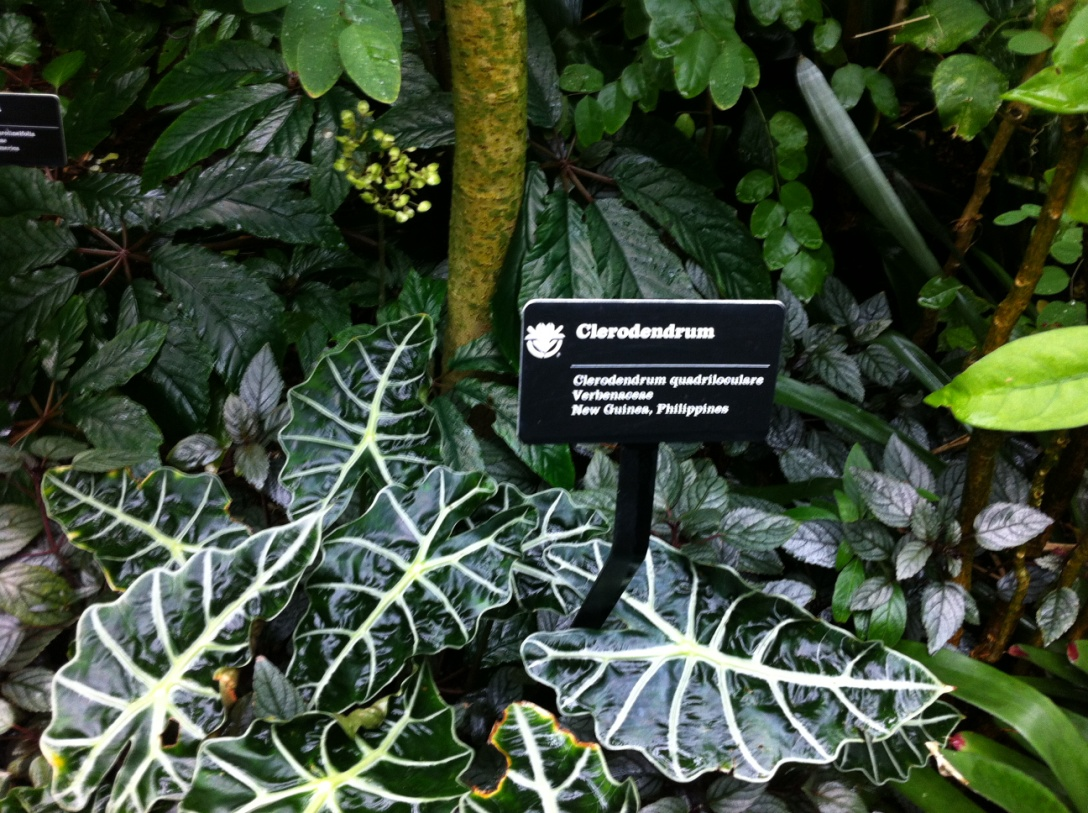 Clerodendrum
Clerodendrum quadriloculare
Verbenaceae
New Guinea, Philippines